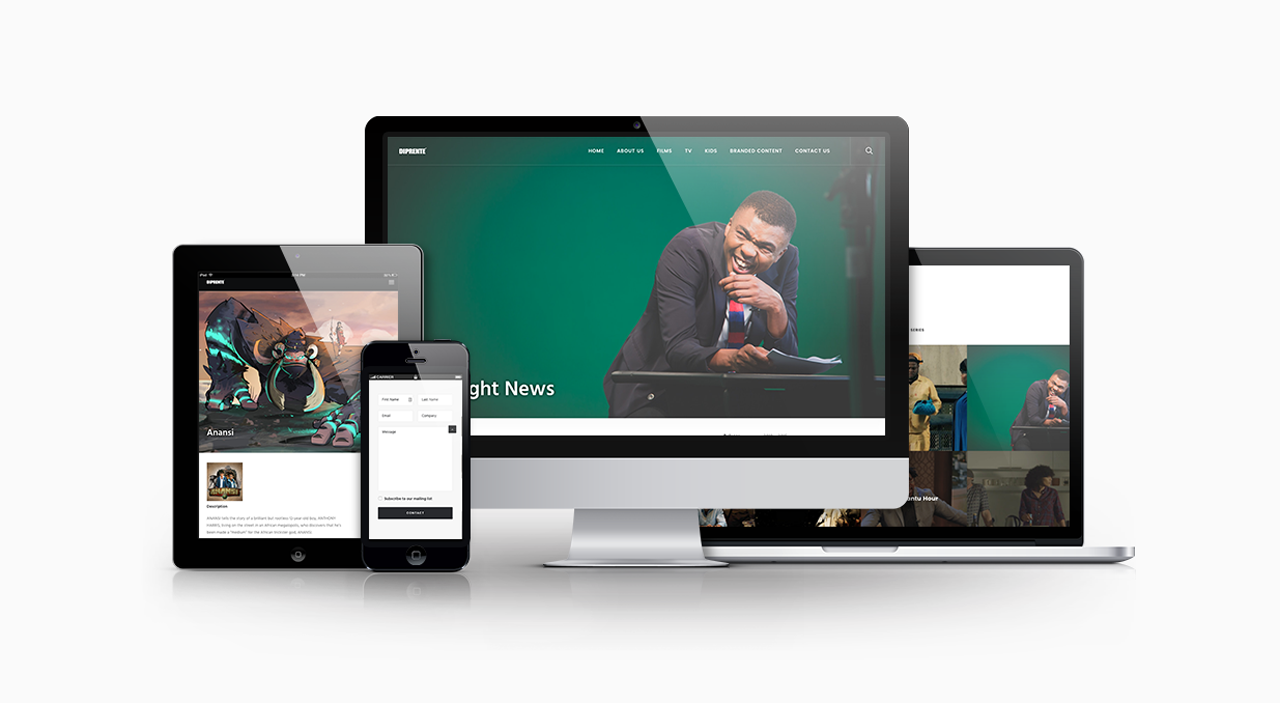 DIPRENTE
HOME ABOUT US FILMS TV KIDS BRANDED CONTENT CONTACT US
ght News
iPad
DIPRENTE
Anansi
ANANSI
Description
ANANSI tells the story of a brilliant but rootless 12-year-old boy, ANTHONY
HARRIS, living on the street in an African megalopolis, who discovers that he's
been made a "medium" for the African trickster god: ANANSI.
CARRIER
First Name Last Name
Email Company
Message
Subscribe to our mailing list
CONTACT
SERIES
ntu Hour